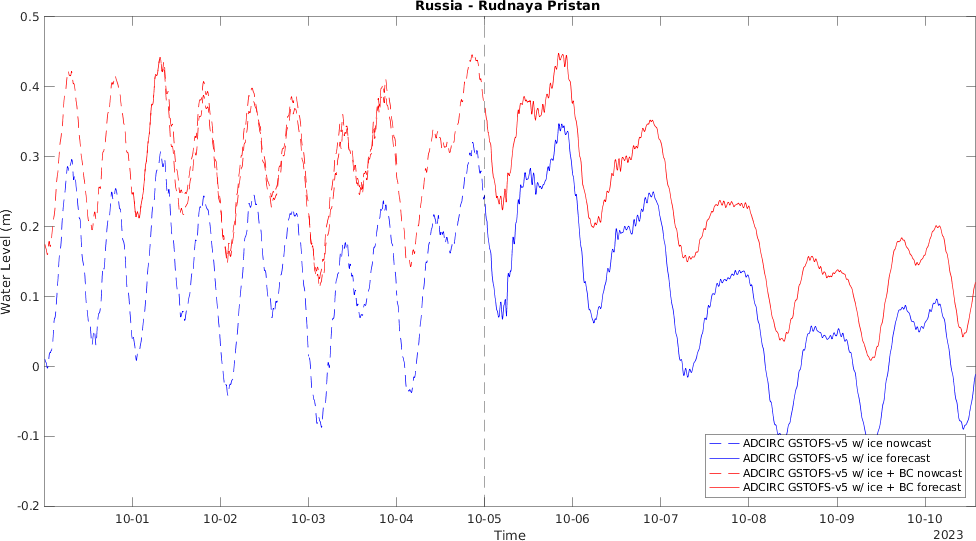 Russia - Rudnaya Pristan
0.5
0.4
0.3
0.2
0.1
0
-0.1
-0.2
Water Level (m)
ADCIRC GSTOFS-v5 w/ ice nowcast
ADCIRC GSTOFS-v5 w/ ice forecast
ADCIRC GSTOFS-v5 w/ ice + BC nowcast
ADCIRC GSTOFS-v5 w/ ice + BC forecast
10-01 10-02 10-03 10-04 10-05 10-06 10-07 10-08 10-09 10-10
Time
2023